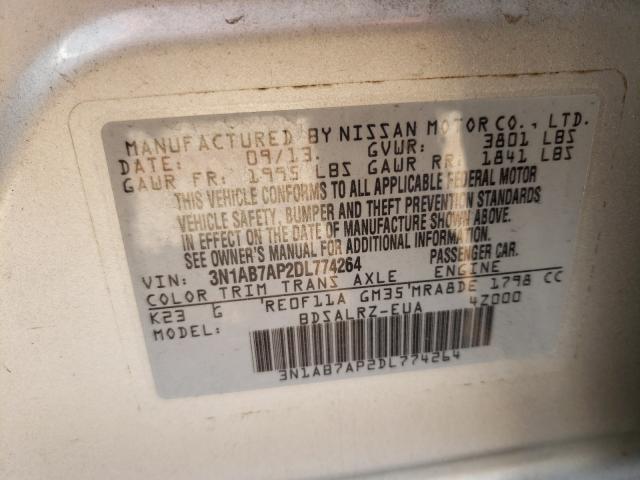 MANUFACTURED BY NISSAN MOTOR CO., LTD.
DATE: 09/13. GVWR: 3801 LBS
GAWR FR: 1995 LBS GAWR RR: 1841 LBS
THIS VEHICLE CONFORMS TO ALL APPLICABLE FEDERAL MOTOR
VEHICLE SAFETY, BUMPER AND THEFT PREVENTION STANDARDS
IN EFFECT ON THE DATE OF MANUFACTURE SHOWN ABOVE.
SEE OWNER'S MANUAL FOR ADDITIONAL INFORMATION.
VIN: 3N1AB7AP2DL774264 PASSENGER CAR.
COLOR TRIM TRANS AXLE ENGINE
K23 G 'RE0F11A GM35'MRA8DE 1798 CC
MODEL: BDSALRZ-EUA 4Z000
3N1AB7AP2DL774264